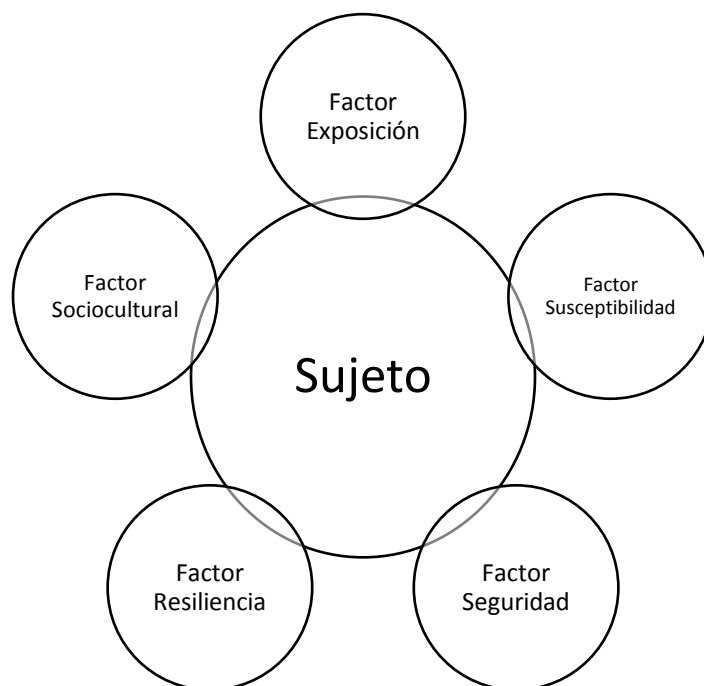 Factor
Exposición
Factor
Sociocultural
Factor
Susceptibilidad
Sujeto
Factor
Resiliencia
Factor
Seguridad